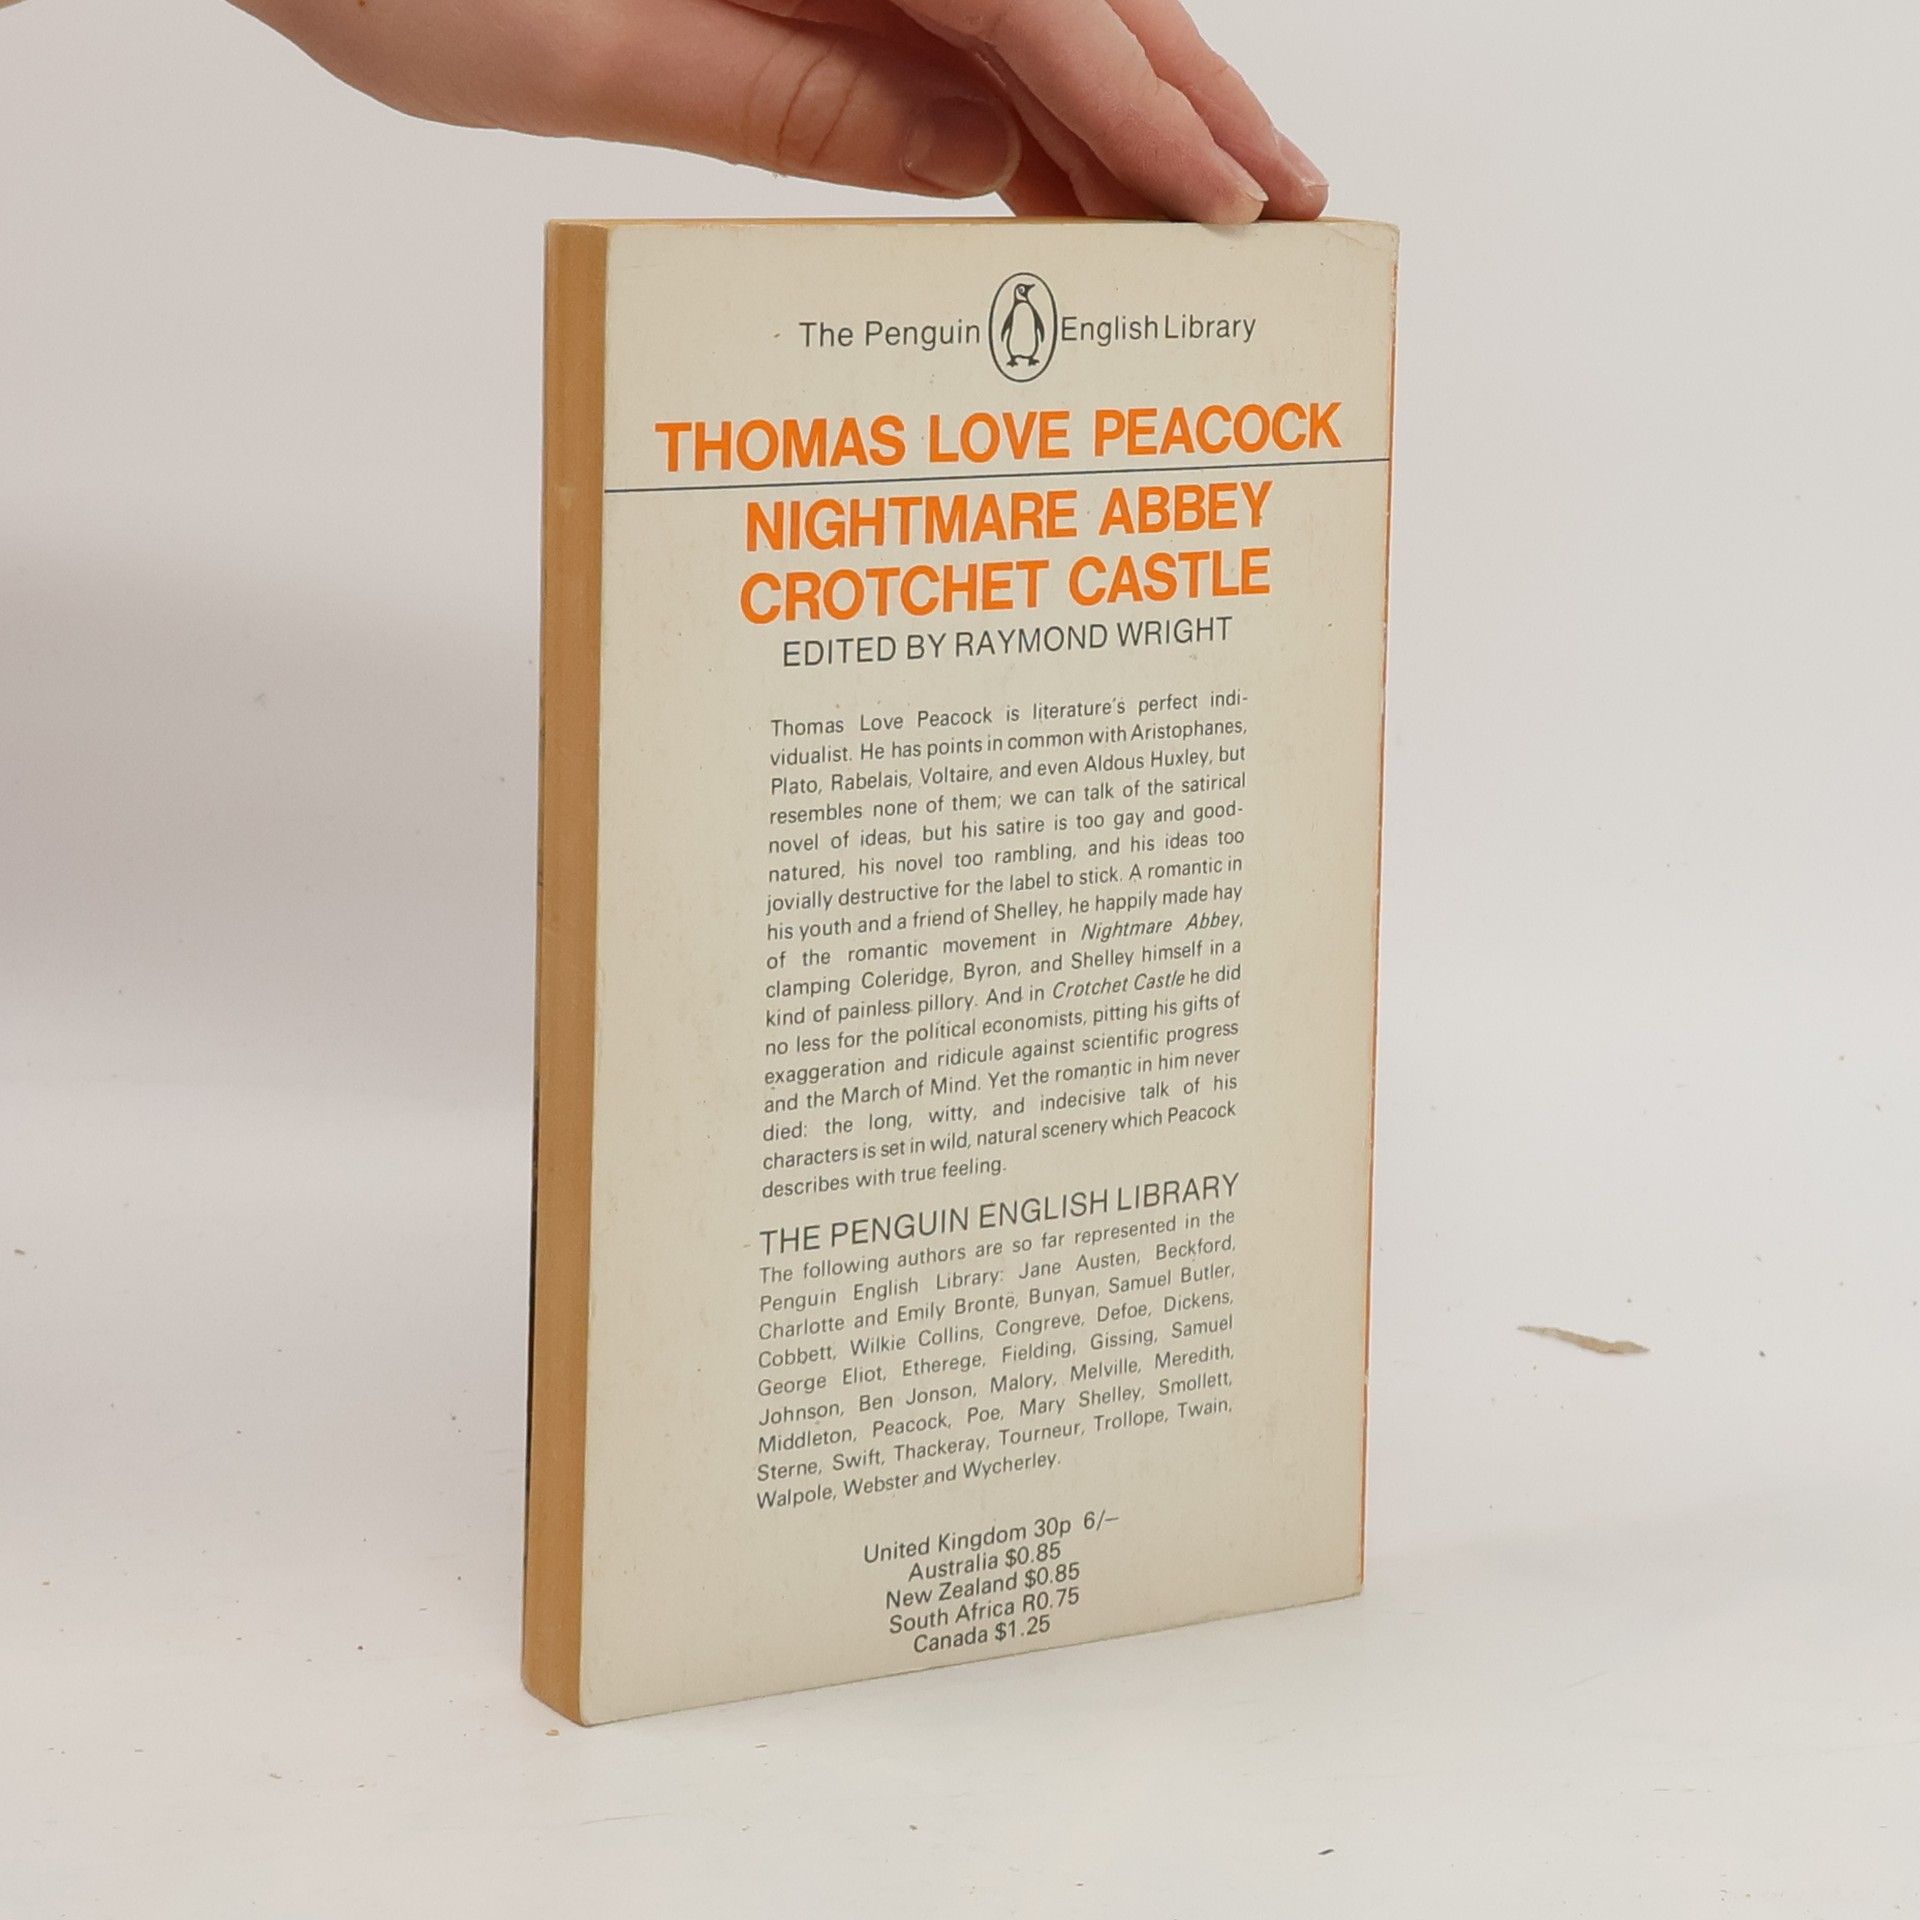 The Penguin English Library
THOMAS LOVE PEACOCK
NIGHTMARE ABBEY
CROTCHET CASTLE
EDITED BY RAYMOND WRIGHT
Thomas Love Peacock is literature's perfect indi-
vidualist. He has points in common with Aristophanes,
Plato, Rabelais, Voltaire, and even Aldous Huxley, but
resembles none of them; we can talk of the satirical
novel of ideas, but his satire is too gay and good-
natured, his novel too rambling, and his ideas too
jovially destructive for the label to stick. A romantic in
his youth and a friend of Shelley, he happily made hay
of the romantic movement in Nightmare Abbey,
clamping Coleridge, Byron, and Shelley himself in a
kind of painless pillory. And in Crotchet Castle he did
no less for the political economists, pitting his gifts of
exaggeration and ridicule against scientific progress
and the March of Mind. Yet the romantic in him never
died: the long, witty, and indecisive talk of his
characters is set in wild, natural scenery which Peacock
describes with true feeling.
THE PENGUIN ENGLISH LIBRARY
The following authors are so far represented in the
Penguin English Library: Jane Austen, Beckford,
Charlotte and Emily Brontë, Bunyan, Samuel Butler,
Cobbett, Wilkie Collins, Congreve, Defoe, Dickens,
George Eliot, Etherege, Fielding, Gissing, Samuel
Johnson, Ben Jonson, Malory, Melville, Meredith,
Middleton, Peacock, Poe, Mary Shelley, Smollett,
Sterne, Swift, Thackeray, Tourneur, Trollope, Twain,
Walpole, Webster and Wycherley.
United Kingdom 30p 6/–
Australia $0.85
New Zealand $0.85
South Africa R0.75
Canada $1.25